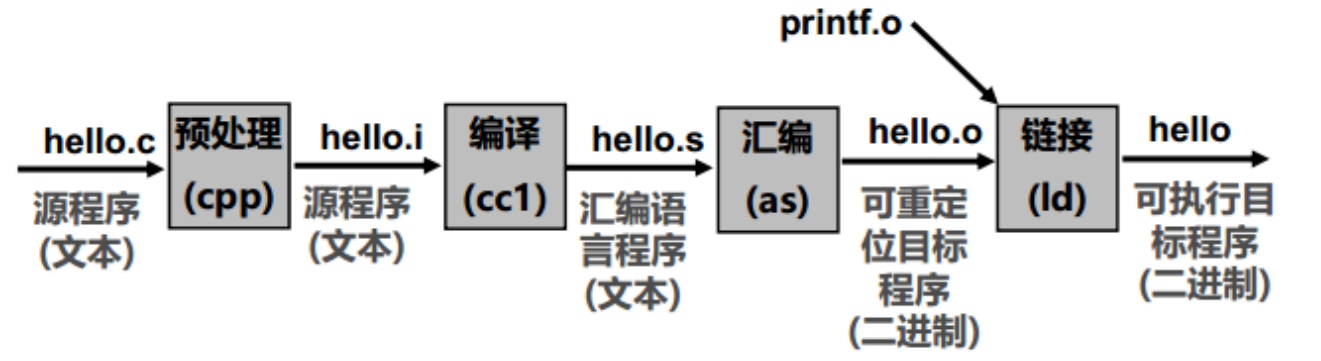 printf.o
hello.c
预处理
(cpp)
hello.i
编译
(cc1)
hello.s
汇编
(as)
hello.o
链接
(ld)
hello
源程序
(文本)
源程序
(文本)
汇编语
言程序
(文本)
可重定
位目标
程序
(二进制)
可执行目
标程序
(二进制)